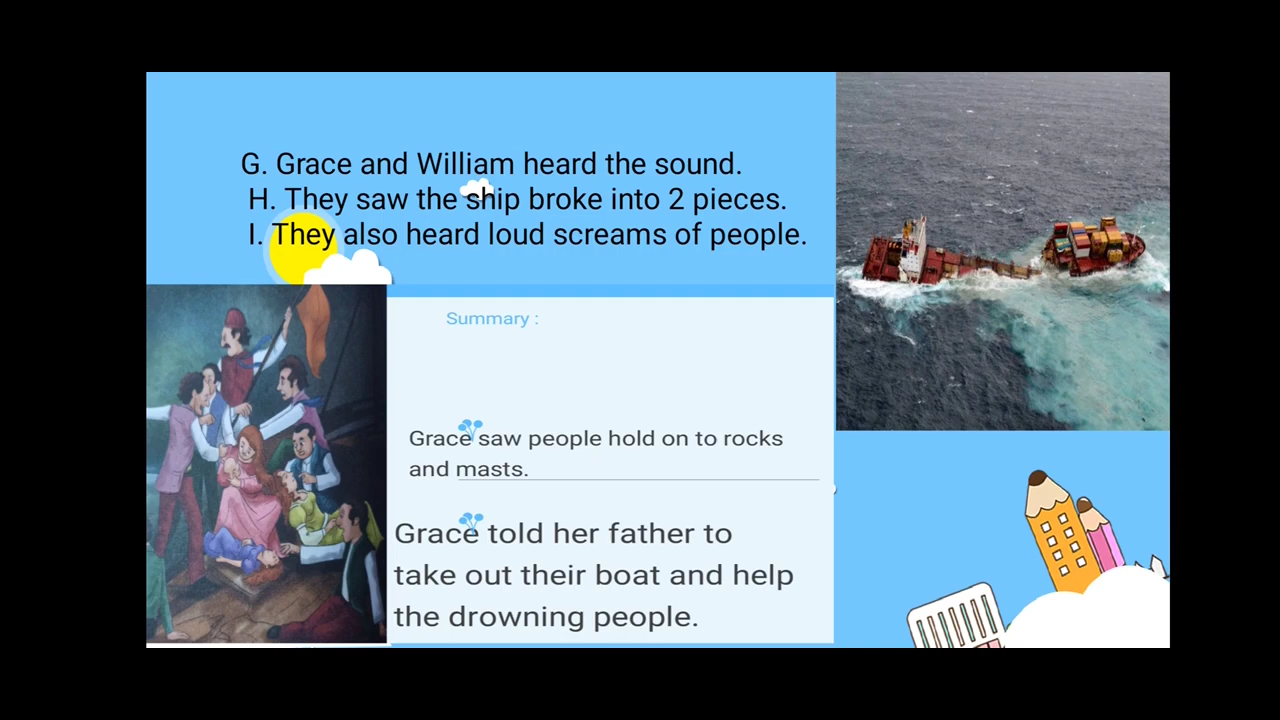 G. Grace and William heard the sound.
H. They saw the ship broke into 2 pieces.
I. They also heard loud screams of people.
Summary :
Grace saw people hold on to rocks
and masts.
Grace told her father to
take out their boat and help
the drowning people.